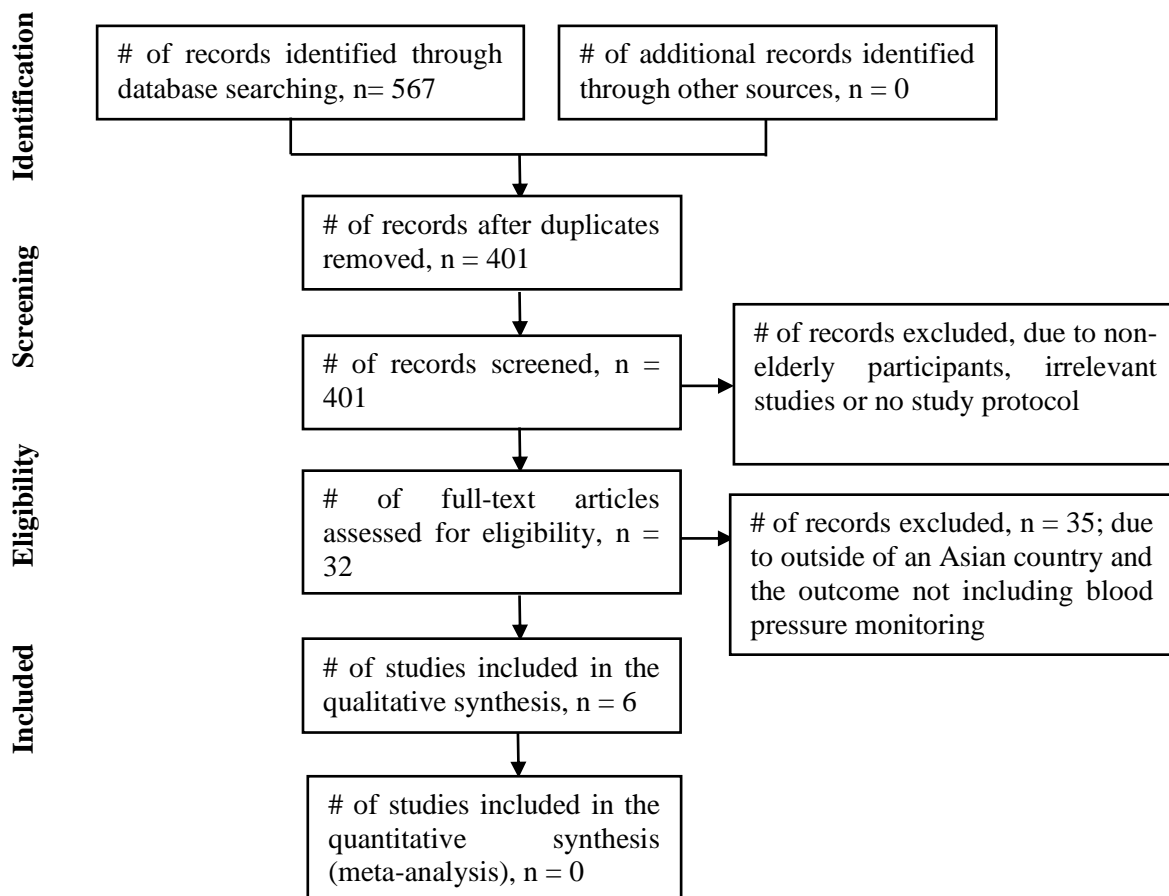 Identification
# of records identified through
database searching, n= 567
# of additional records identified
through other sources, n = 0
Screening
# of records after duplicates
removed, n = 401
# of records screened, n =
401
# of records excluded, due to non-
elderly participants, irrelevant
studies or no study protocol
Eligibility
# of full-text articles
assessed for eligibility, n =
32
# of records excluded, n = 35; due
to outside of an Asian country and
the outcome not including blood
pressure monitoring
Included
# of studies included in the
qualitative synthesis, n = 6
# of studies included in the
quantitative synthesis
(meta-analysis), n = 0